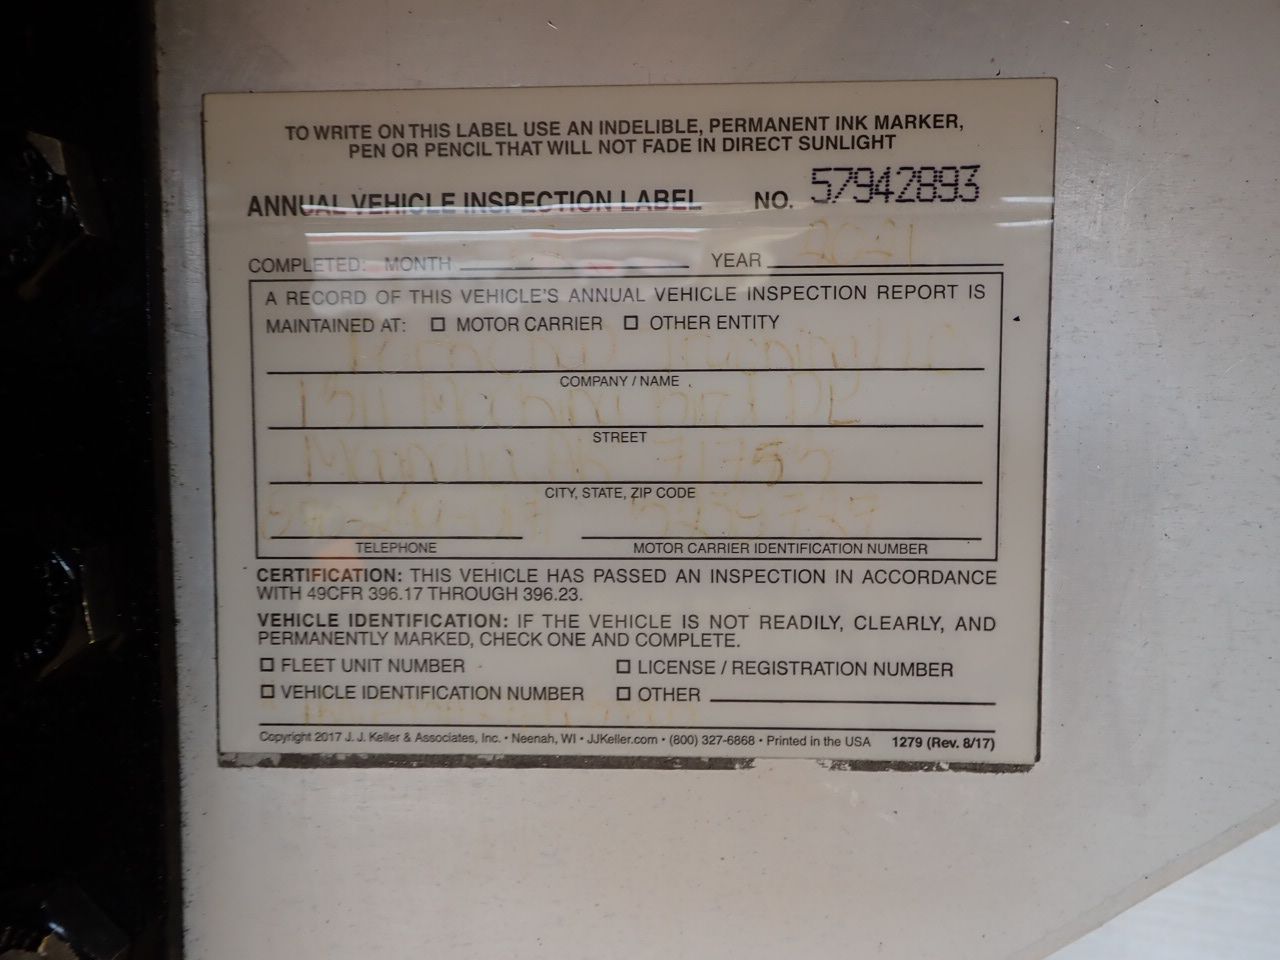 TO WRITE ON THIS LABEL USE AN INDELIBLE, PERMANENT INK MARKER,
PEN OR PENCIL THAT WILL NOT FADE IN DIRECT SUNLIGHT
ANNUAL VEHICLE INSPECTION LABEL NO. 57942893
COMPLETED: MONTH YEAR 2021
A RECORD OF THIS VEHICLE'S ANNUAL VEHICLE INSPECTION REPORT IS
MAINTAINED AT: ☐ MOTOR CARRIER ☐ OTHER ENTITY
COMPANY / NAME
STREET
71753
CITY, STATE, ZIP CODE
TELEPHONE MOTOR CARRIER IDENTIFICATION NUMBER
CERTIFICATION: THIS VEHICLE HAS PASSED AN INSPECTION IN ACCORDANCE
WITH 49CFR 396.17 THROUGH 396.23.
VEHICLE IDENTIFICATION: IF THE VEHICLE IS NOT READILY, CLEARLY, AND
PERMANENTLY MARKED, CHECK ONE AND COMPLETE.
☐ FLEET UNIT NUMBER ☐ LICENSE / REGISTRATION NUMBER
☐ VEHICLE IDENTIFICATION NUMBER ☐ OTHER
Copyright 2017 J. J. Keller & Associates, Inc. • Neenah, WI • JJKeller.com • (800) 327-6868 • Printed in the USA 1279 (Rev. 8/17)